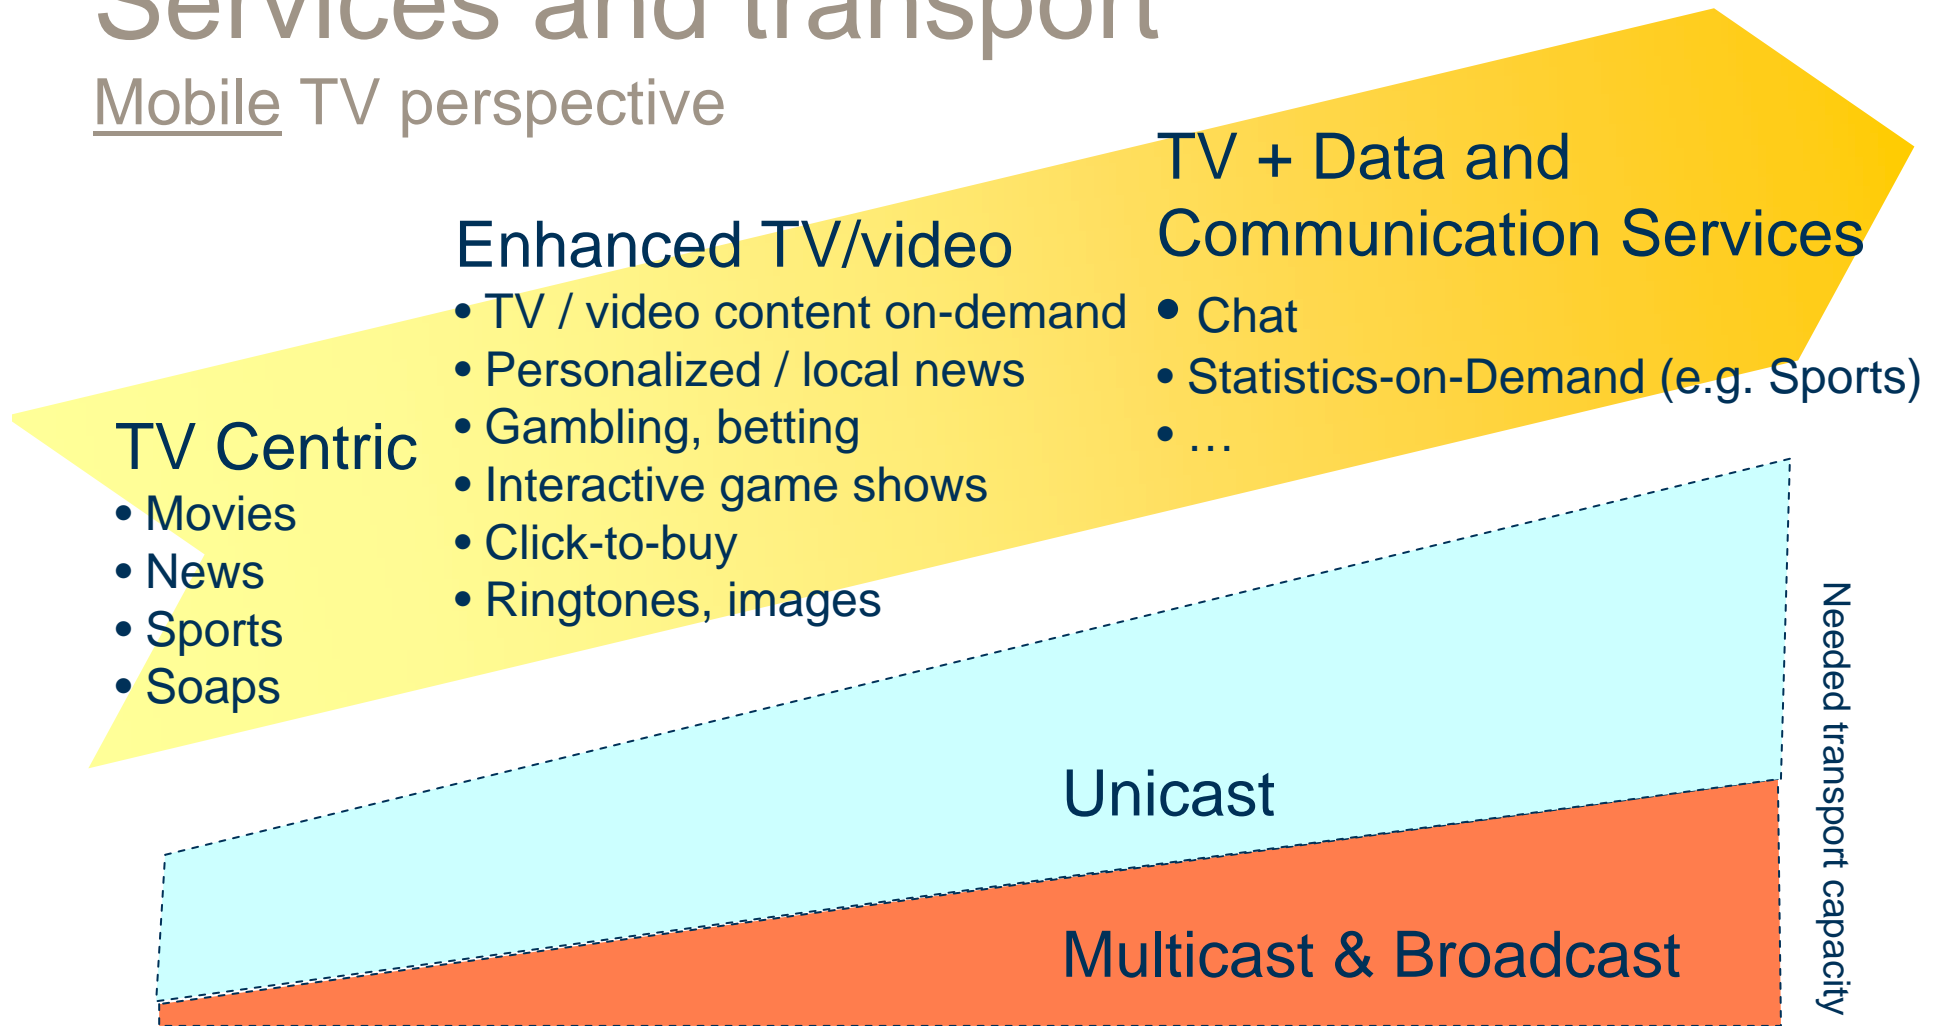 Services and transport
Mobile TV perspective
TV Centric
• Movies
• News
• Sports
• Soaps
Enhanced TV/video
• TV / video content on-demand
• Personalized / local news
• Gambling, betting
• Interactive game shows
• Click-to-buy
• Ringtones, images
TV + Data and
Communication Services
• Chat
• Statistics-on-Demand (e.g. Sports)
• …
Unicast
Multicast & Broadcast
Needed transport capacity